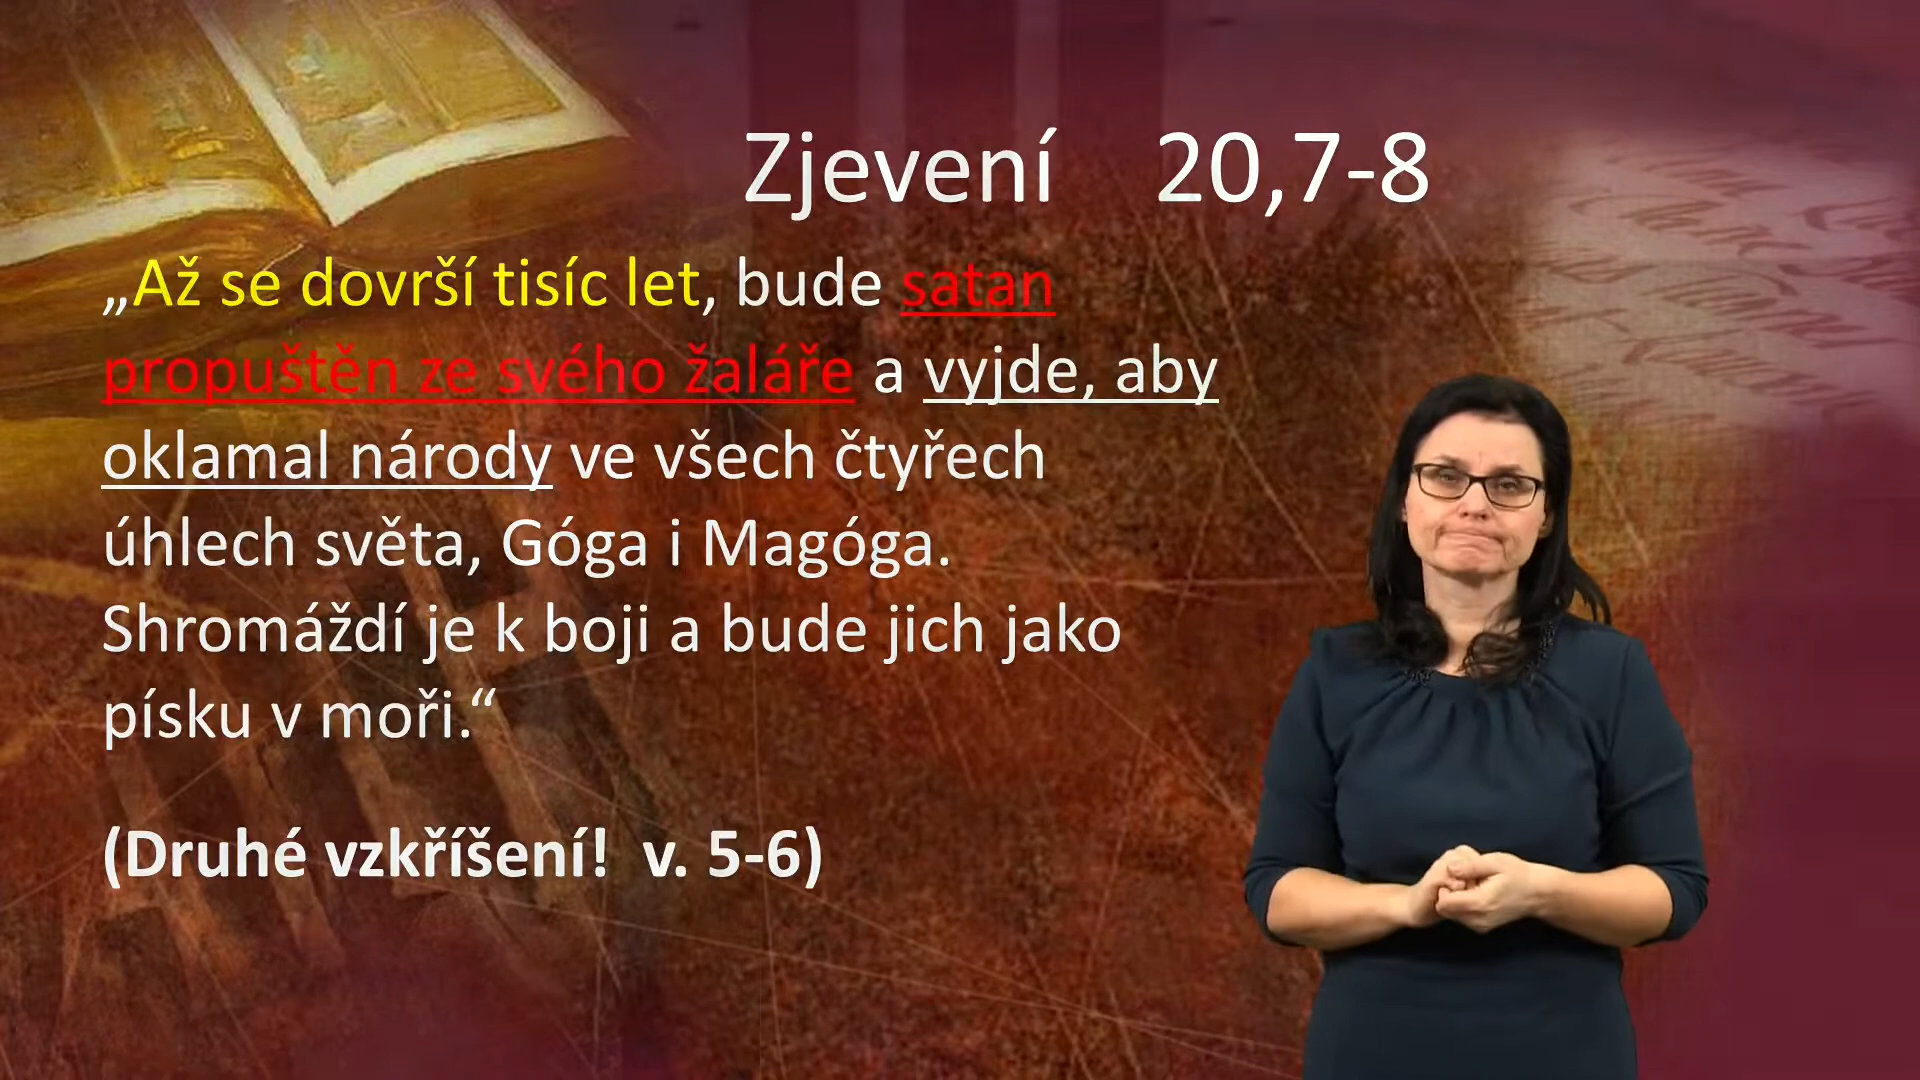 Zjevení 20,7-8
„Až se dovrší tisíc let, bude satan
propuštěn ze svého žaláře a vyjde, aby
oklamal národy ve všech čtyřech
úhlech světa, Góga i Magóga.
Shromáždí je k boji a bude jich jako
písku v moři.“
(Druhé vzkříšení! v. 5-6)